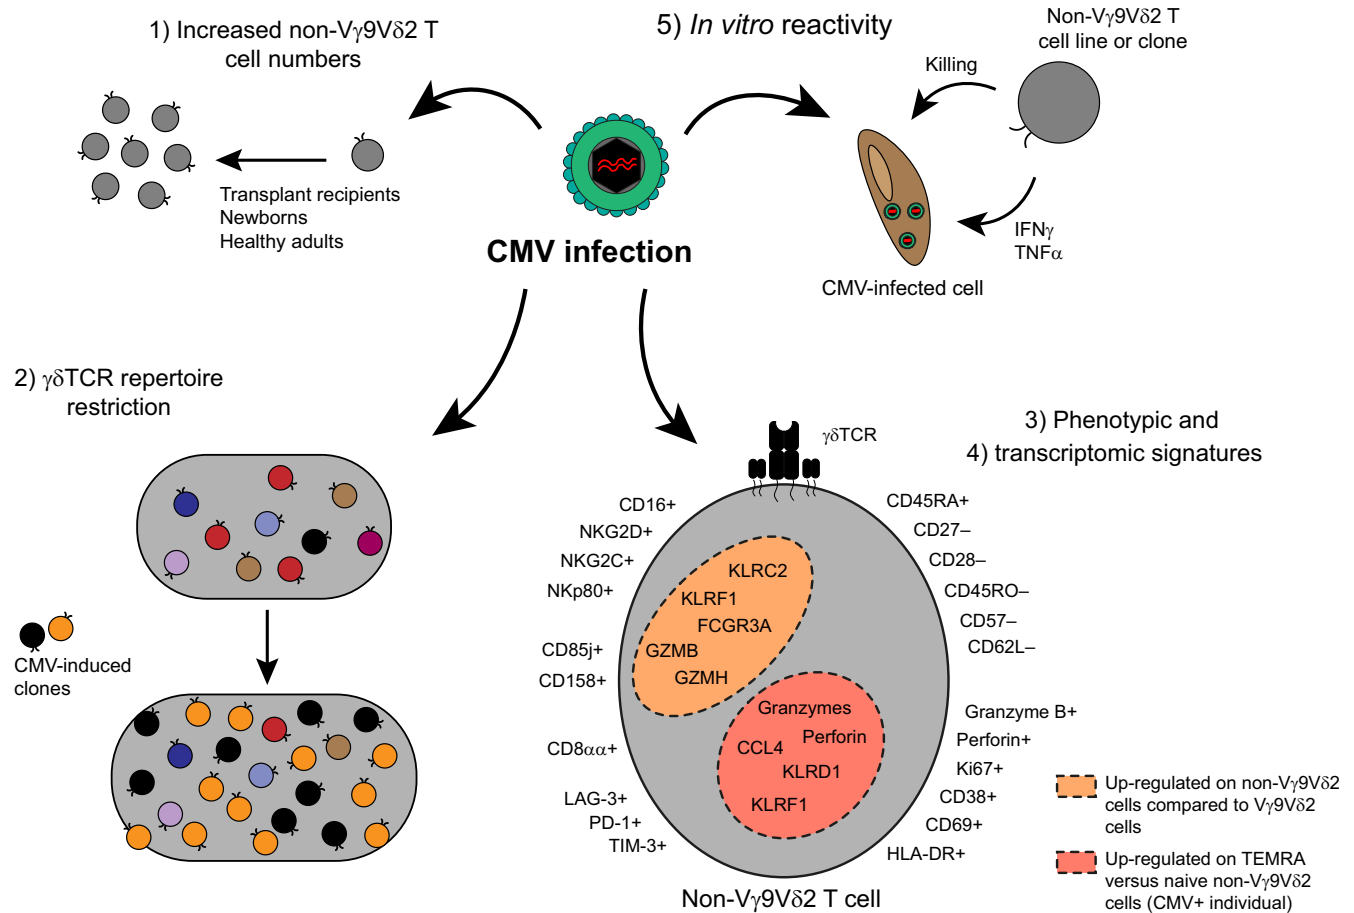 1) Increased non-Vγ9Vδ2 T
cell numbers
Transplant recipients
Newborns
Healthy adults
CMV infection
5) In vitro reactivity
Non-Vγ9Vδ2 T
cell line or clone
Killing
IFNγ
TNFα
CMV-infected cell
2) γδTCR repertoire
restriction
CMV-induced
clones
3) Phenotypic and
4) transcriptomic signatures
γδTCR
CD16+
NKG2D+
NKG2C+
NKp80+
CD85j+
CD158+
CD8αα+
LAG-3+
PD-1+
TIM-3+
KLRC2
KLRF1
FCGR3A
GZMB
GZMH
Granzymes
Perforin
CCL4
KLRD1
KLRF1
CD45RA+
CD27–
CD28–
CD45RO–
CD57–
CD62L–
Granzyme B+
Perforin+
Ki67+
CD38+
CD69+
HLA-DR+
Non-Vγ9Vδ2 T cell
Up-regulated on non-Vγ9Vδ2
cells compared to Vγ9Vδ2
cells
Up-regulated on TEMRA
versus naive non-Vγ9Vδ2
cells (CMV+ individual)